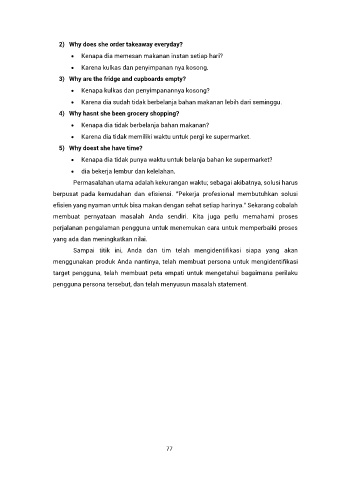 2) Why does she order takeaway everyday?
• Kenapa dia memesan makanan instan setiap hari?
• Karena kulkas dan penyimpanan nya kosong.
3) Why are the fridge and cupboards empty?
• Kenapa kulkas dan penyimpanannya kosong?
• Karena dia sudah tidak berbelanja bahan makanan lebih dari seminggu.
4) Why hasnt she been grocery shopping?
• Kenapa dia tidak berbelanja bahan makanan?
• Karena dia tidak memiliki waktu untuk pergi ke supermarket.
5) Why doest she have time?
• Kenapa dia tidak punya waktu untuk belanja bahan ke supermarket?
• dia bekerja lembur dan kelelahan.
Permasalahan utama adalah kekurangan waktu; sebagai akibatnya, solusi harus
berpusat pada kemudahan dan efisiensi. “Pekerja profesional membutuhkan solusi
efisien yang nyaman untuk bisa makan dengan sehat setiap harinya.” Sekarang cobalah
membuat pernyataan masalah Anda sendiri. Kita juga perlu memahami proses
perjalanan pengalaman pengguna untuk menemukan cara untuk memperbaiki proses
yang ada dan meningkatkan nilai.
Sampai titik ini, Anda dan tim telah mengidentifikasi siapa yang akan
menggunakan produk Anda nantinya, telah membuat persona untuk mengidentifikasi
target pengguna, telah membuat peta empati untuk mengetahui bagaimana perilaku
pengguna persona tersebut, dan telah menyusun masalah statement.
77